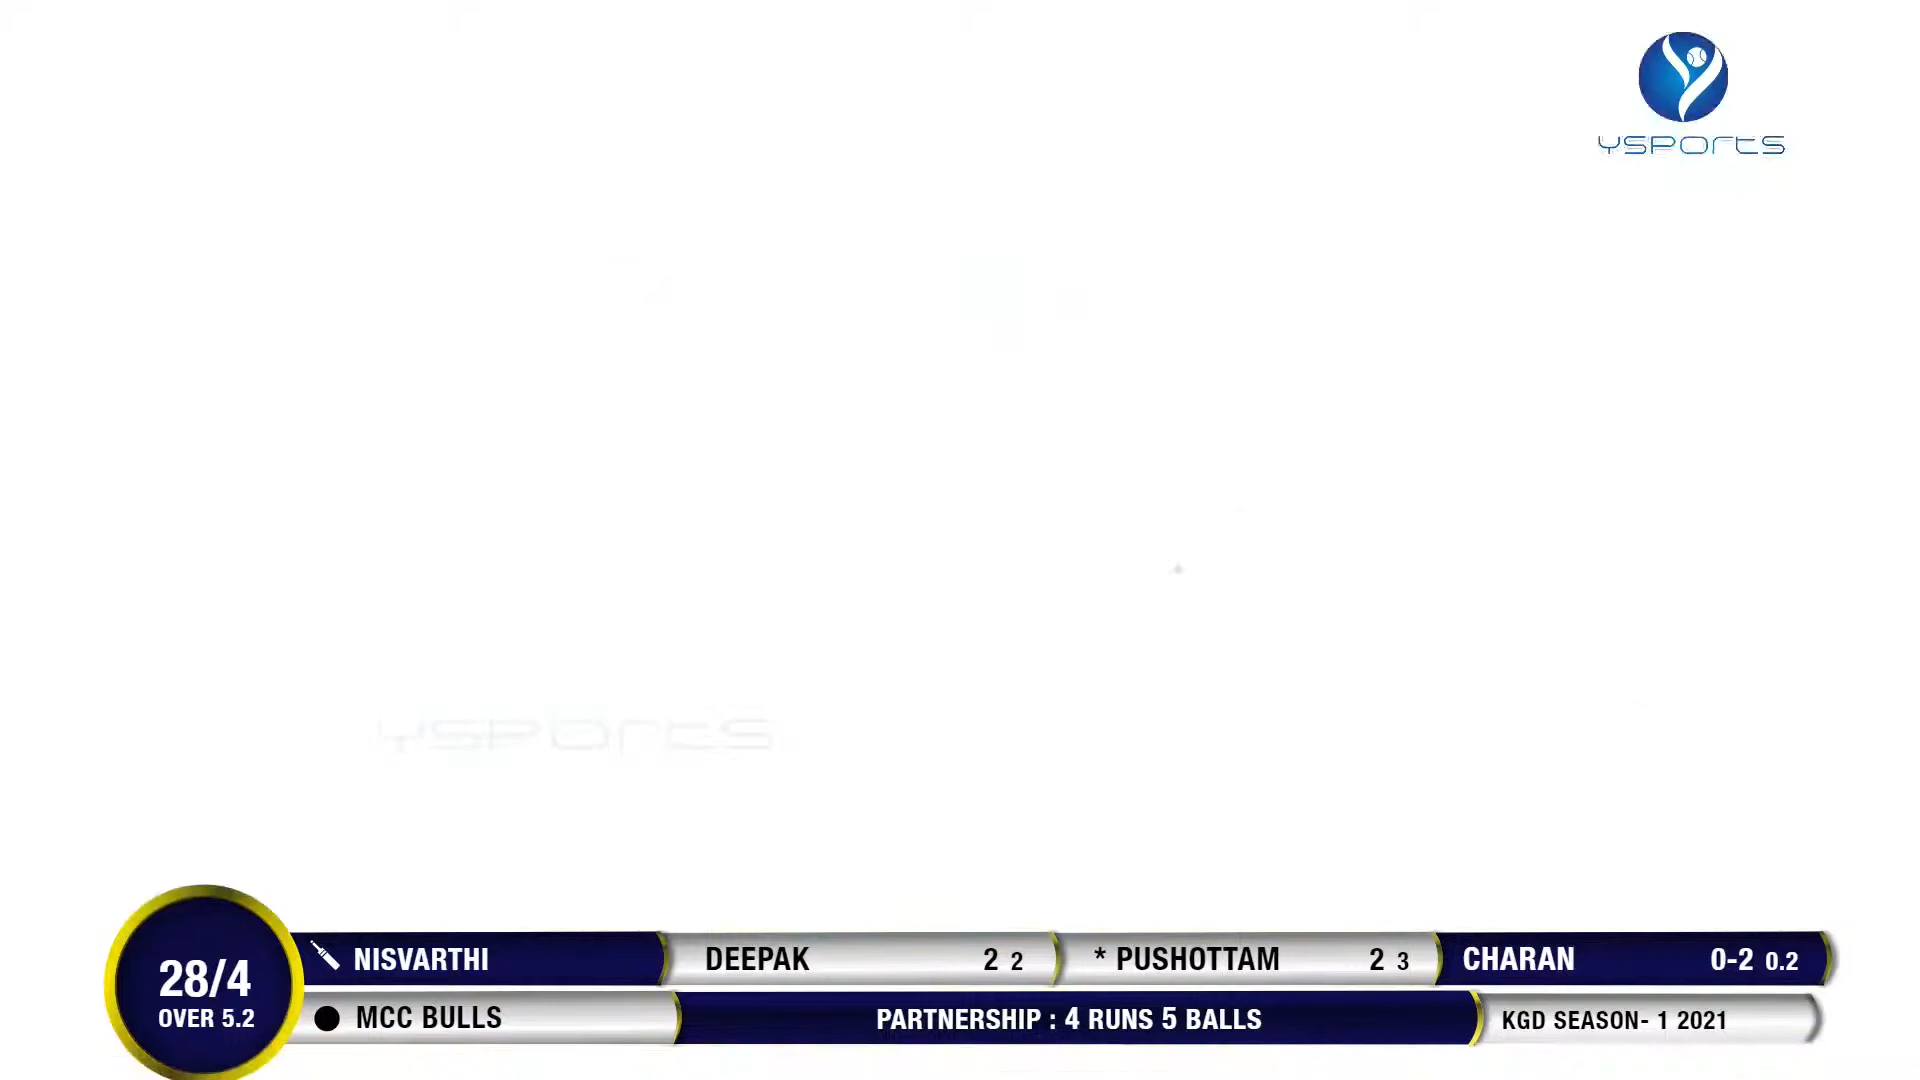 YSPORTS
YSPORTS
28/4
OVER 5.2
NISVARTHI
DEEPAK 2 2
* PUSHOTTAM 2 3
CHARAN 0-2 0.2
MCC BULLS
PARTNERSHIP : 4 RUNS 5 BALLS
KGD SEASON- 1 2021